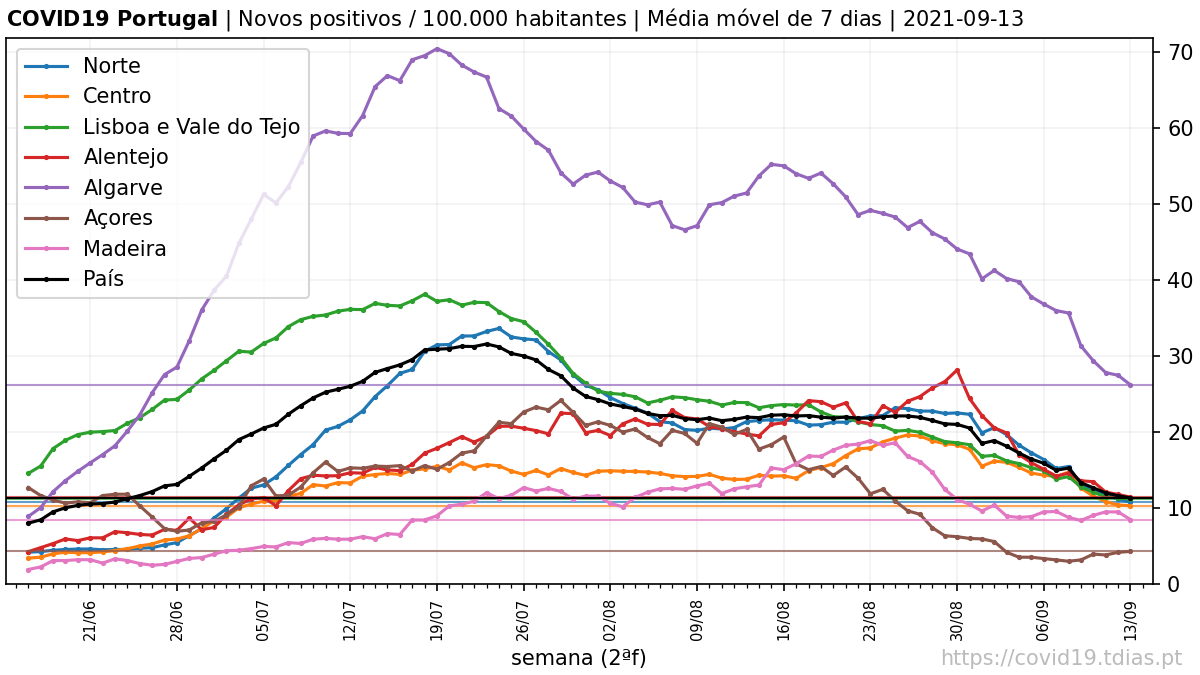 COVID19 Portugal | Novos positivos / 100.000 habitantes | Média móvel de 7 dias | 2021-09-13
Norte
Centro
Lisboa e Vale do Tejo
Alentejo
Algarve
Açores
Madeira
País
70
60
50
40
30
20
10
0
21/06
28/06
05/07
12/07
19/07
26/07
02/08
09/08
16/08
23/08
30/08
06/09
13/09
semana (2ªf)
https://covid19.tdias.pt